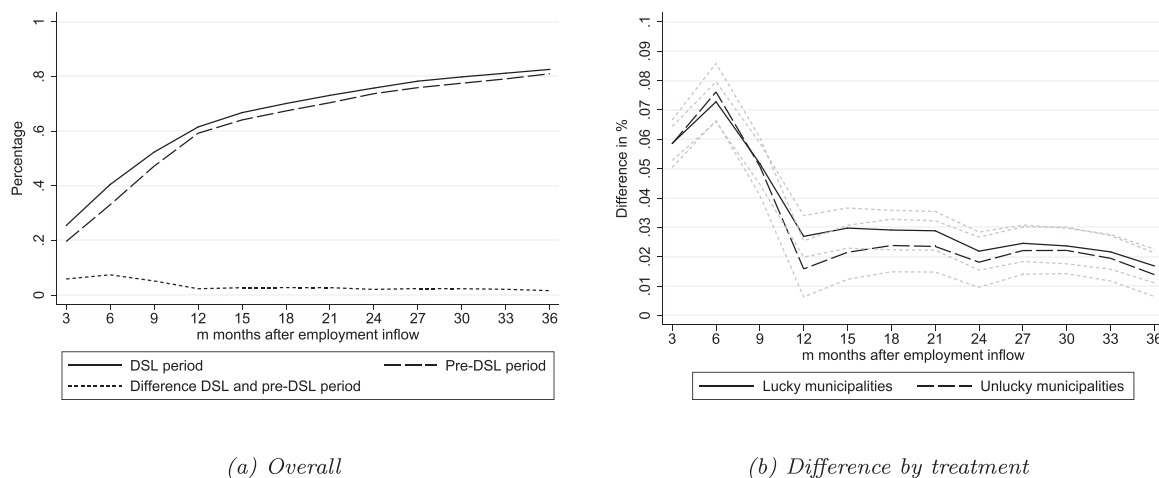 Percentage
1
.8
.6
.4
.2
0
3 6 9 12 15 18 21 24 27 30 33 36
m months after employment inflow
DSL period Pre-DSL period
Difference DSL and pre-DSL period
(a) Overall
Difference in %
.1
.09
.08
.07
.06
.05
.04
.03
.02
.01
0
3 6 9 12 15 18 21 24 27 30 33 36
m months after employment inflow
Lucky municipalities Unlucky municipalities
(b) Difference by treatment